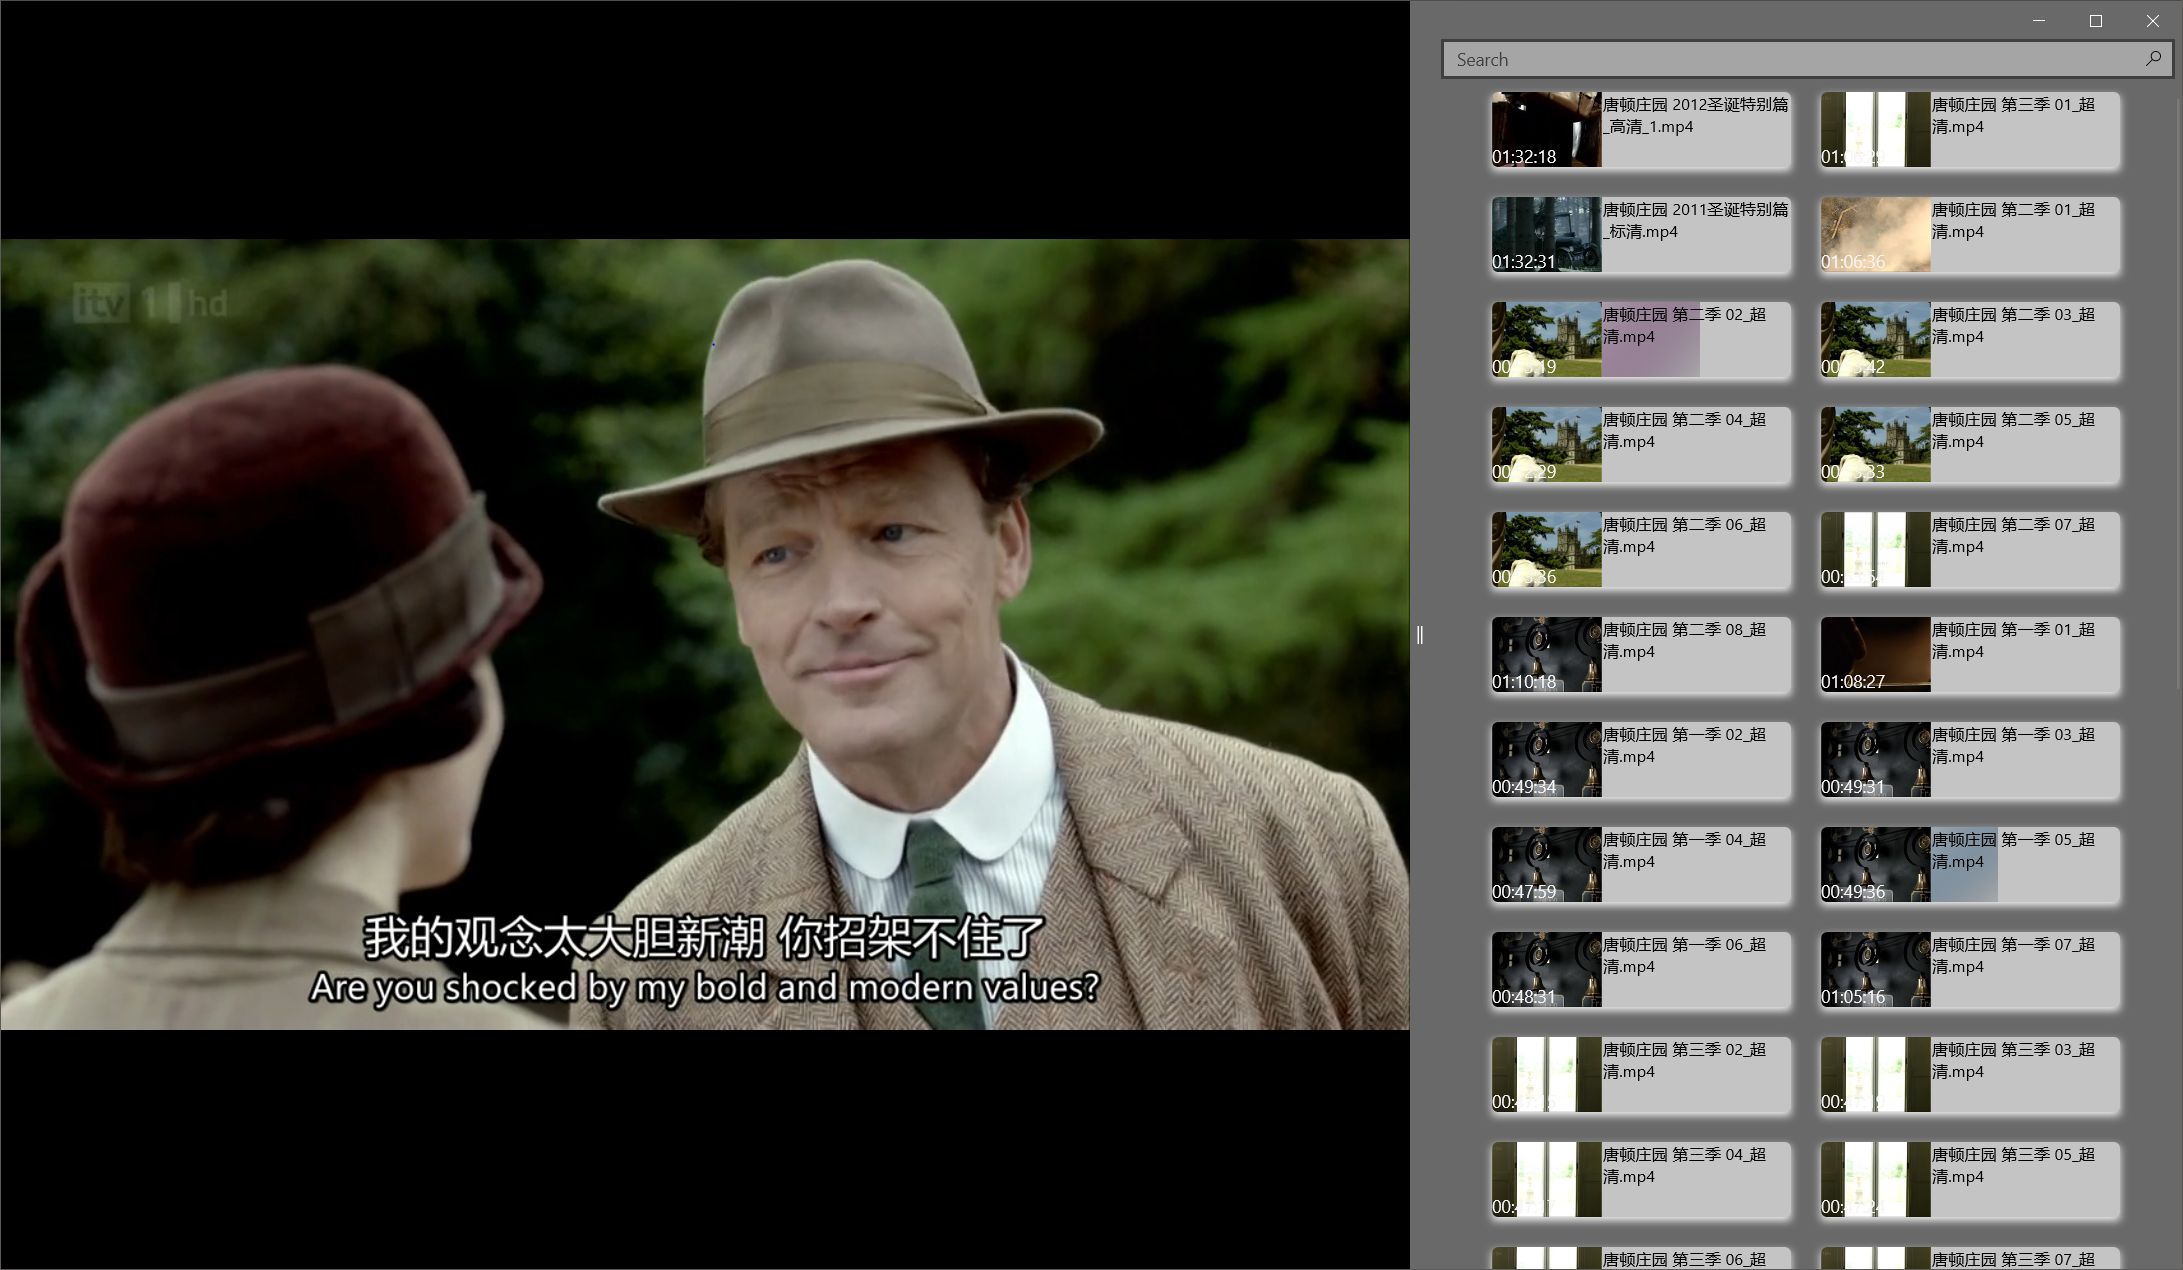 itv 1 hd
我的观念太大胆新潮 你招架不住了
Are you shocked by my bold and modern values?
Search
唐顿庄园 2012圣诞特别篇
_高清_1.mp4
01:32:18
唐顿庄园 第三季 01_超
清.mp4
唐顿庄园 2011圣诞特别篇
_标清.mp4
01:32:31
唐顿庄园 第二季 01_超
清.mp4
01:06:36
唐顿庄园 第二季 02_超
清.mp4
唐顿庄园 第二季 03_超
清.mp4
唐顿庄园 第二季 04_超
清.mp4
唐顿庄园 第二季 05_超
清.mp4
唐顿庄园 第二季 06_超
清.mp4
唐顿庄园 第二季 07_超
清.mp4
唐顿庄园 第二季 08_超
清.mp4
01:10:18
唐顿庄园 第一季 01_超
清.mp4
01:08:27
唐顿庄园 第一季 02_超
清.mp4
00:49:34
唐顿庄园 第一季 03_超
清.mp4
00:49:31
唐顿庄园 第一季 04_超
清.mp4
00:47:59
唐顿庄园 第一季 05_超
清.mp4
00:49:36
唐顿庄园 第一季 06_超
清.mp4
00:48:31
唐顿庄园 第一季 07_超
清.mp4
01:05:16
唐顿庄园 第三季 02_超
清.mp4
唐顿庄园 第三季 03_超
清.mp4
唐顿庄园 第三季 04_超
清.mp4
唐顿庄园 第三季 05_超
清.mp4
唐顿庄园 第三季 06_超
唐顿庄园 第三季 07_超